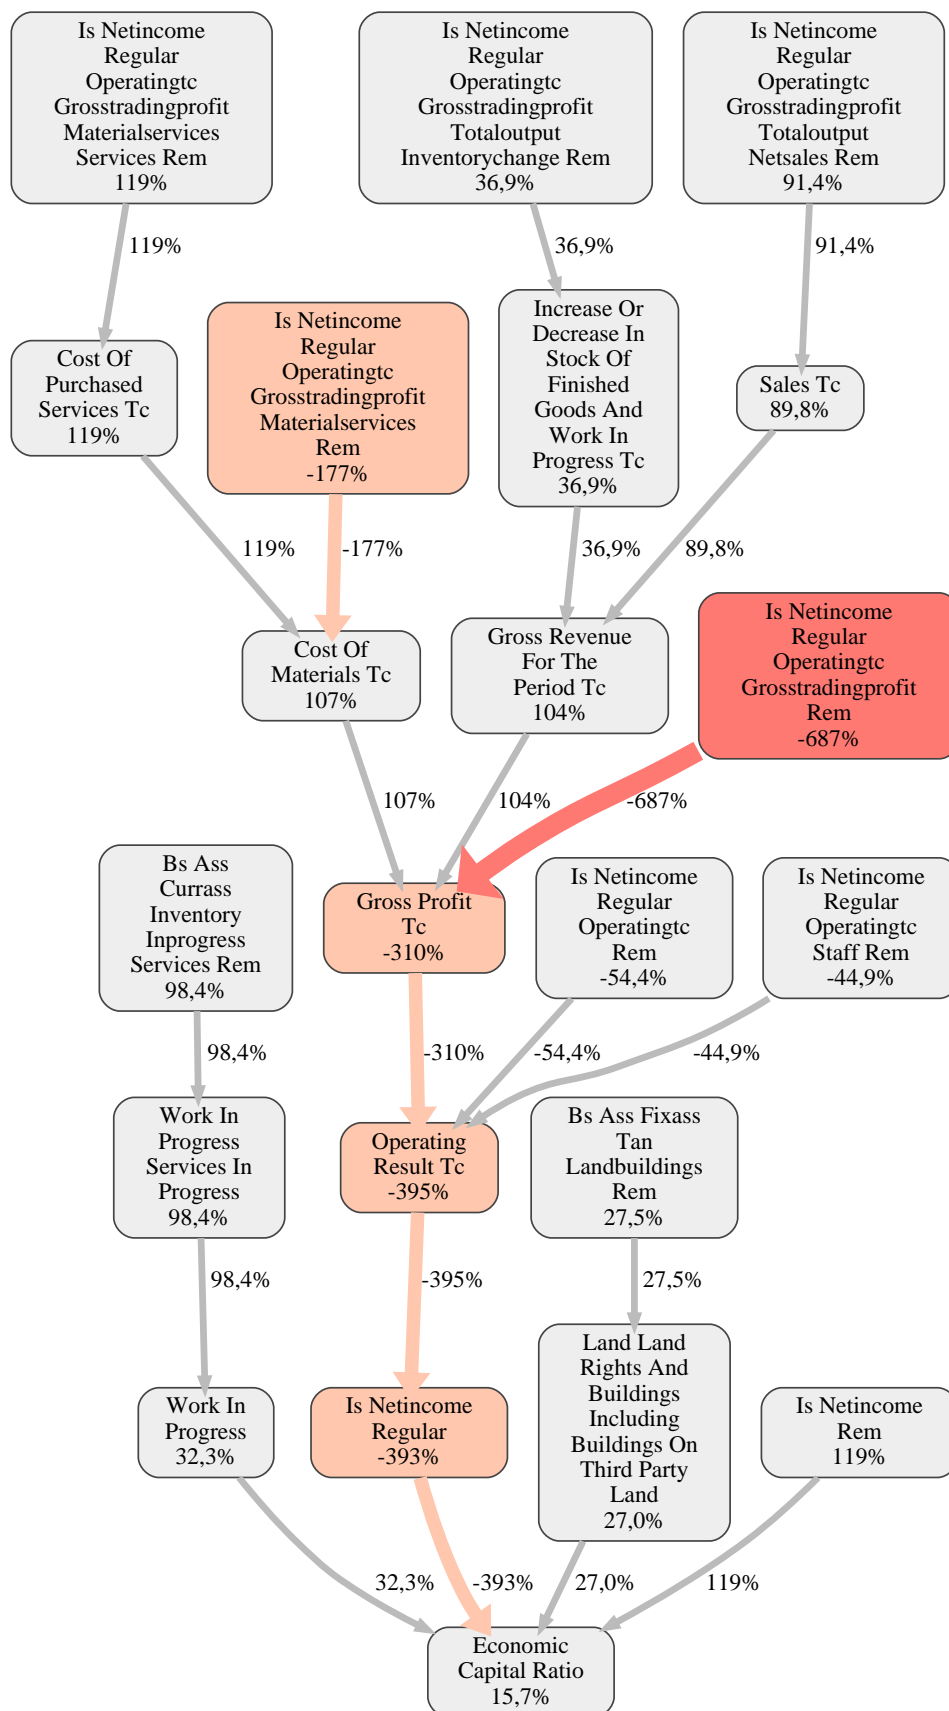 Is Netincome
Regular
Operatingtc
Grosstradingprofit
Materialservices
Services Rem
119%
Is Netincome
Regular
Operatingtc
Grosstradingprofit
Totaloutput
Inventorychange Rem
36,9%
Is Netincome
Regular
Operatingtc
Grosstradingprofit
Totaloutput
Netsales Rem
91,4%
119%
36,9%
91,4%
Cost Of
Purchased
Services Tc
119%
Is Netincome
Regular
Operatingtc
Grosstradingprofit
Materialservices
Rem
-177%
Increase Or
Decrease In
Stock Of
Finished
Goods And
Work In
Progress Tc
36,9%
Sales Tc
89,8%
119%
-177%
36,9%
89,8%
Cost Of
Materials Tc
107%
Gross Revenue
For The
Period Tc
104%
Is Netincome
Regular
Operatingtc
Grosstradingprofit
Rem
-687%
107%
104%
-687%
Bs Ass
Currass
Inventory
Inprogress
Services Rem
98,4%
Gross Profit
Tc
-310%
Is Netincome
Regular
Operatingtc
Rem
-54,4%
Is Netincome
Regular
Operatingtc
Staff Rem
-44,9%
98,4%
-310%
-54,4%
-44,9%
Work In
Progress
Services In
Progress
98,4%
Operating
Result Tc
-395%
Bs Ass Fixass
Tan
Landbuildings
Rem
27,5%
98,4%
-395%
27,5%
Work In
Progress
32,3%
Is Netincome
Regular
-393%
Land Land
Rights And
Buildings
Including
Buildings On
Third Party
Land
27,0%
Is Netincome
Rem
119%
32,3%
-393%
27,0%
119%
Economic
Capital Ratio
15,7%